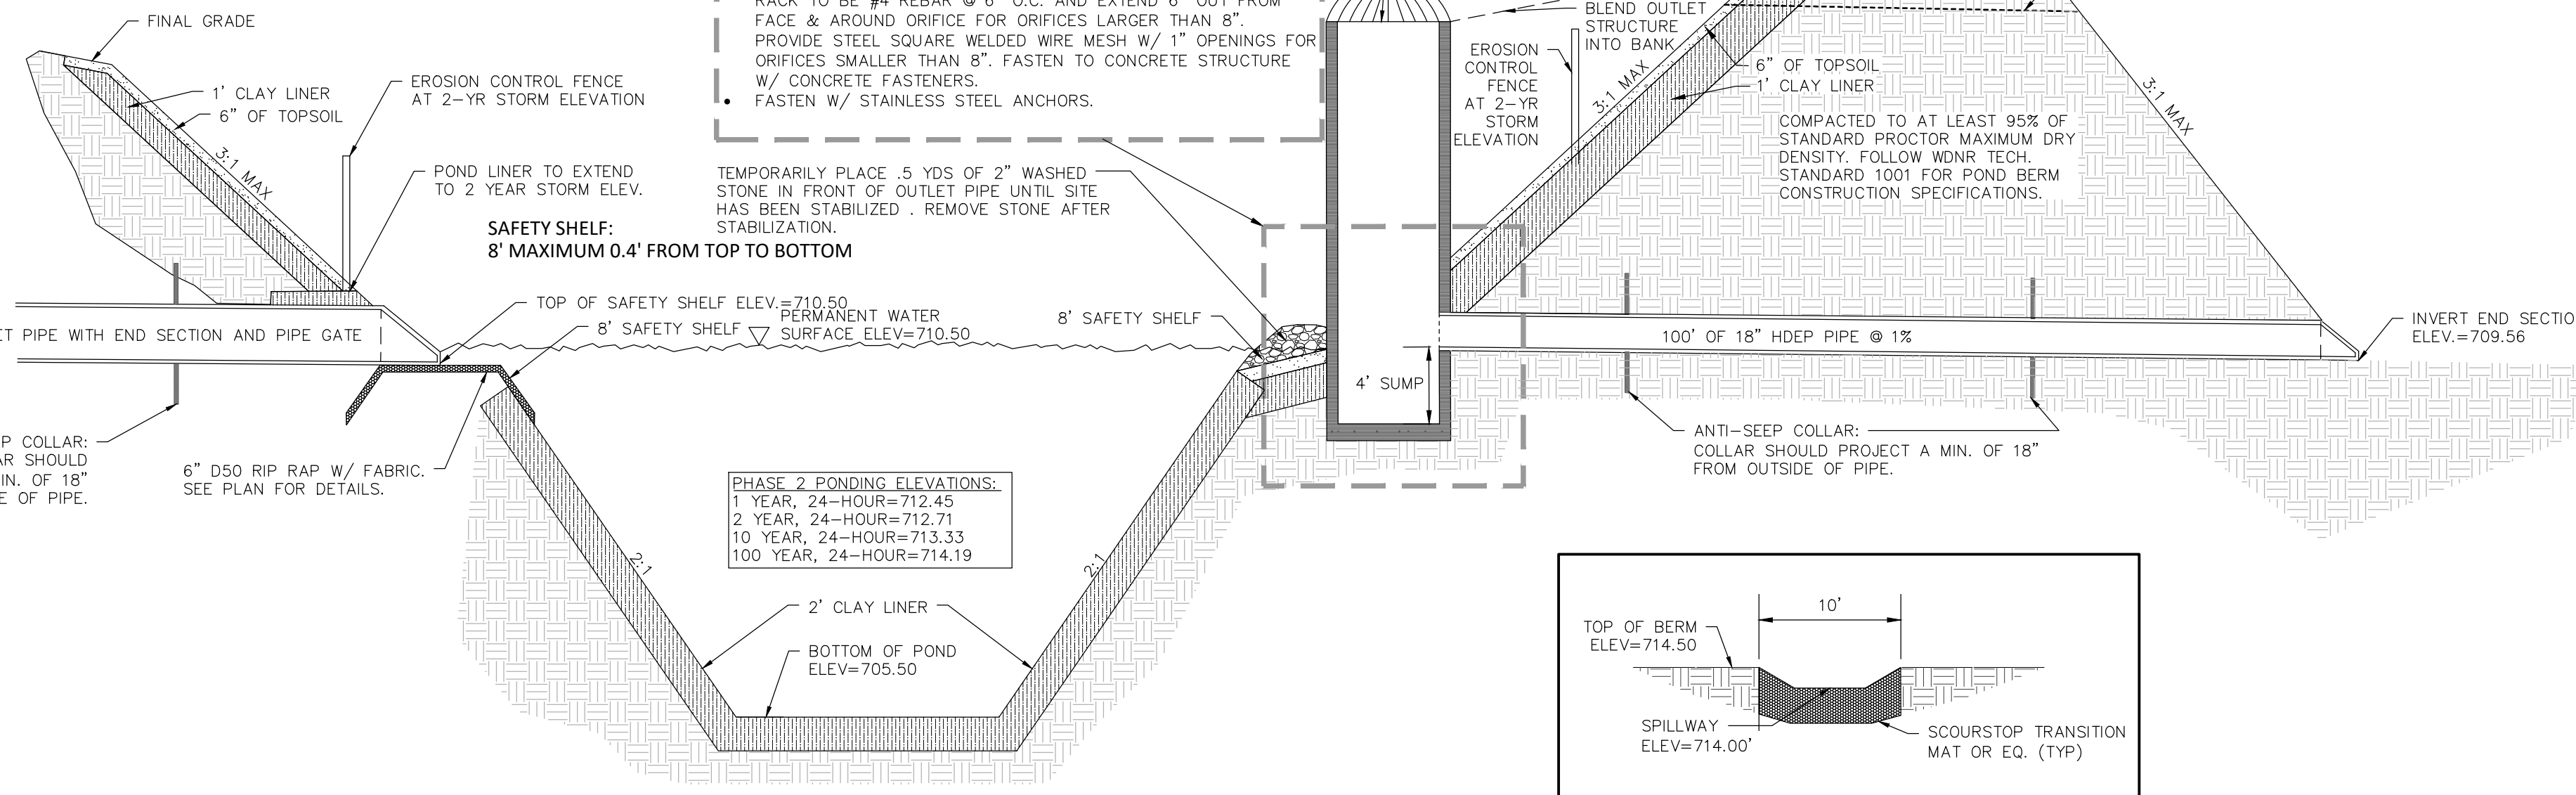 FINAL GRADE
1' CLAY LINER
6" OF TOPSOIL
3:1 MAX
EROSION CONTROL FENCE
AT 2-YR STORM ELEVATION
POND LINER TO EXTEND
TO 2 YEAR STORM ELEV.
SAFETY SHELF:
8' MAXIMUM 0.4' FROM TOP TO BOTTOM
RACK TO BE #4 REBAR @ 6" O.C. AND EXTEND 6" OUT FROM
FACE & AROUND ORIFICE FOR ORIFICES LARGER THAN 8".
PROVIDE STEEL SQUARE WELDED WIRE MESH W/ 1" OPENINGS FOR
ORIFICES SMALLER THAN 8". FASTEN TO CONCRETE STRUCTURE
W/ CONCRETE FASTENERS.
• FASTEN W/ STAINLESS STEEL ANCHORS.
TEMPORARILY PLACE .5 YDS OF 2" WASHED
STONE IN FRONT OF OUTLET PIPE UNTIL SITE
HAS BEEN STABILIZED . REMOVE STONE AFTER
STABILIZATION.
BLEND OUTLET
STRUCTURE
INTO BANK
EROSION
CONTROL
FENCE
AT 2-YR
STORM
ELEVATION
3:1 MAX
6" OF TOPSOIL
1' CLAY LINER
3:1 MAX
COMPACTED TO AT LEAST 95% OF
STANDARD PROCTOR MAXIMUM DRY
DENSITY. FOLLOW WDNR TECH.
STANDARD 1001 FOR POND BERM
CONSTRUCTION SPECIFICATIONS.
TOP OF SAFETY SHELF ELEV.=710.50
8' SAFETY SHELF
PERMANENT WATER
SURFACE ELEV=710.50
8' SAFETY SHELF
ET PIPE WITH END SECTION AND PIPE GATE
100' OF 18" HDEP PIPE @ 1%
INVERT END SECTIO
ELEV.=709.56
4' SUMP
P COLLAR:
AR SHOULD
IN. OF 18"
E OF PIPE.
6" D50 RIP RAP W/ FABRIC.
SEE PLAN FOR DETAILS.
ANTI-SEEP COLLAR:
COLLAR SHOULD PROJECT A MIN. OF 18"
FROM OUTSIDE OF PIPE.
PHASE 2 PONDING ELEVATIONS:
1 YEAR, 24-HOUR=712.45
2 YEAR, 24-HOUR=712.71
10 YEAR, 24-HOUR=713.33
100 YEAR, 24-HOUR=714.19
2:1
2:1
2' CLAY LINER
BOTTOM OF POND
ELEV=705.50
10'
TOP OF BERM
ELEV=714.50
SPILLWAY
ELEV=714.00'
SCOURSTOP TRANSITION
MAT OR EQ. (TYP)